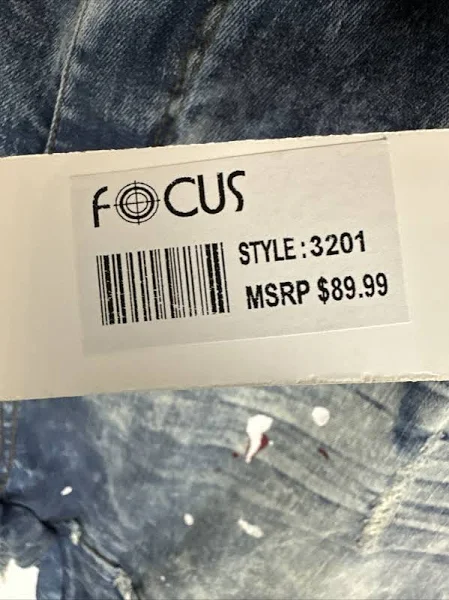 FOCUS
STYLE : 3201
MSRP $89.99